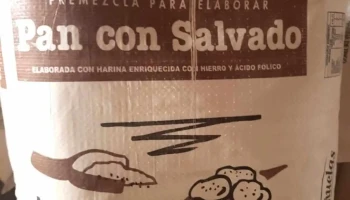 PREMEZCLA PARA ELABORAR
Pan con Salvado
ELABORADA CON HARINA ENRIQUECIDA CON HIERRO Y ÁCIDO FÓLICO